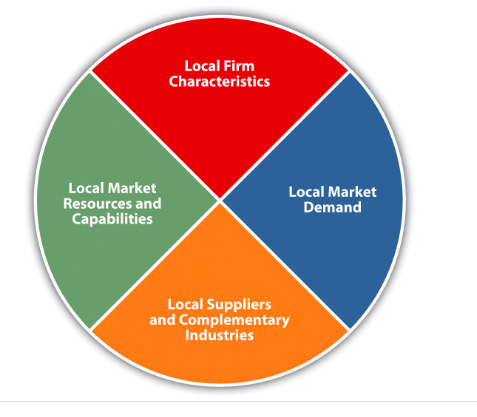 Local Firm
Characteristics
Local Market
Resources and
Capabilities
Local Market
Demand
Local Suppliers
and Complementary
Industries